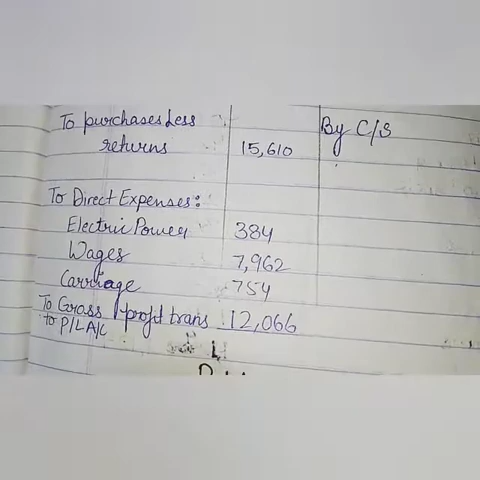 To purchases Less
returns 15,610 By C/S
To Direct Expenses:
Electric Power 384
Wages 7,962
Carriage 754
To Gross profit trans 12,066
to P/L A/C